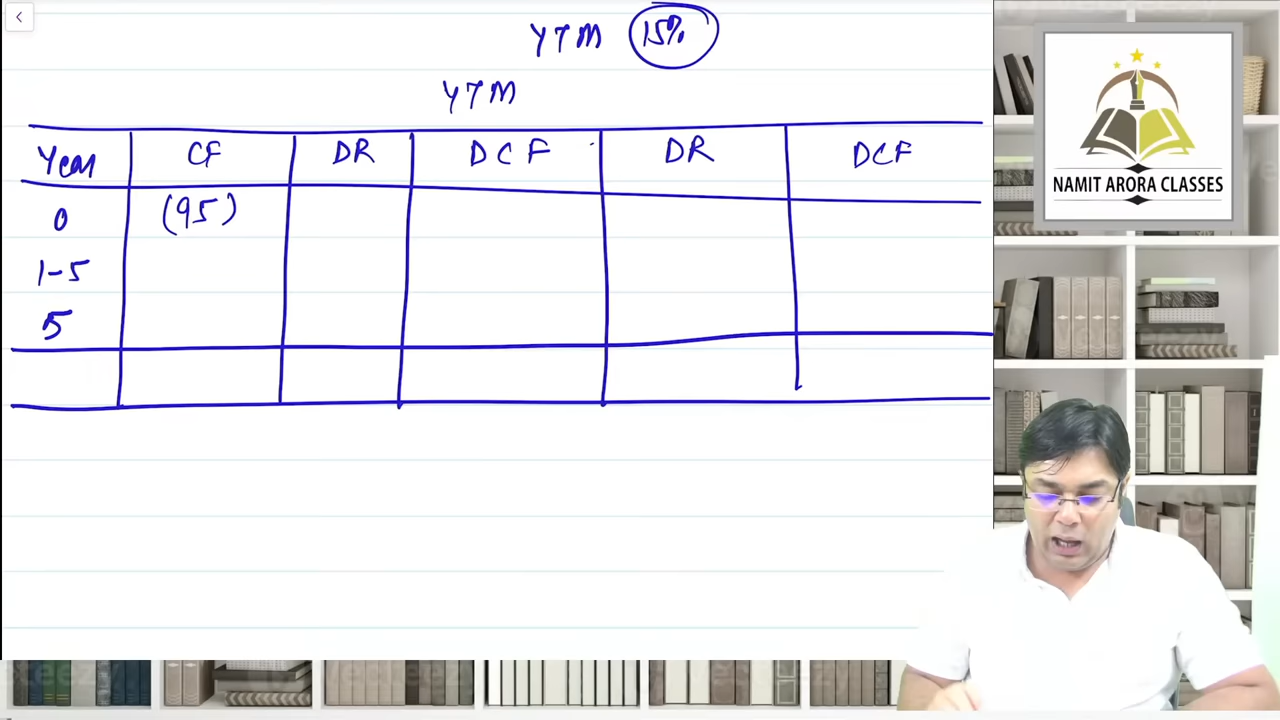 YTM 15%
YTM
Year CF DR DCF DR DCF
0 (95)
1-5
5
NAMIT ARORA CLASSES